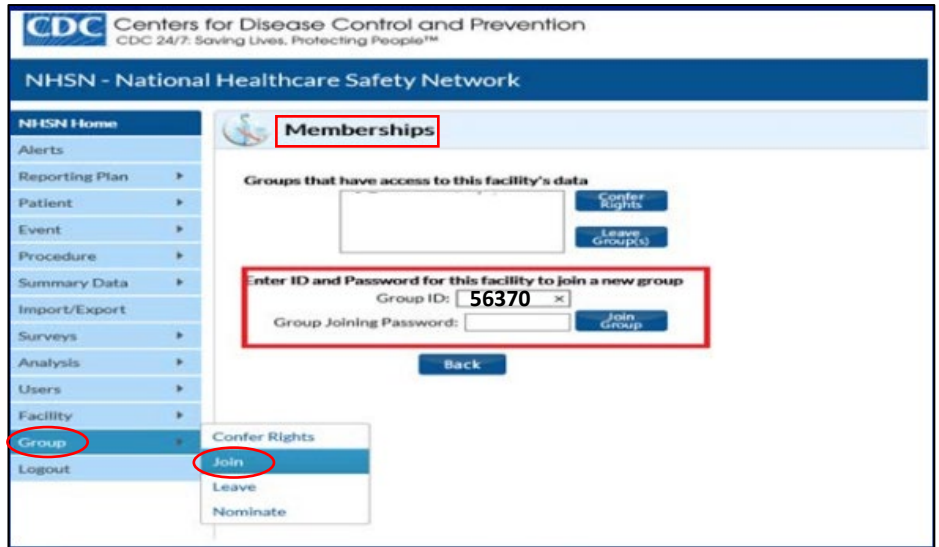 CDC Centers for Disease Control and Prevention
CDC 24/7: Saving Lives. Protecting People™
NHSN - National Healthcare Safety Network
NHSN Home
Alerts
Reporting Plan
Patient
Event
Procedure
Summary Data
Import/Export
Surveys
Analysis
Users
Facility
Group
Logout
Confer Rights
Join
Leave
Nominate
Memberships
Groups that have access to this facility's data
Confer
Rights
Leave
Group(s)
Enter ID and Password for this facility to join a new group
Group ID: 56370 ×
Group Joining Password:
Join
Group
Back